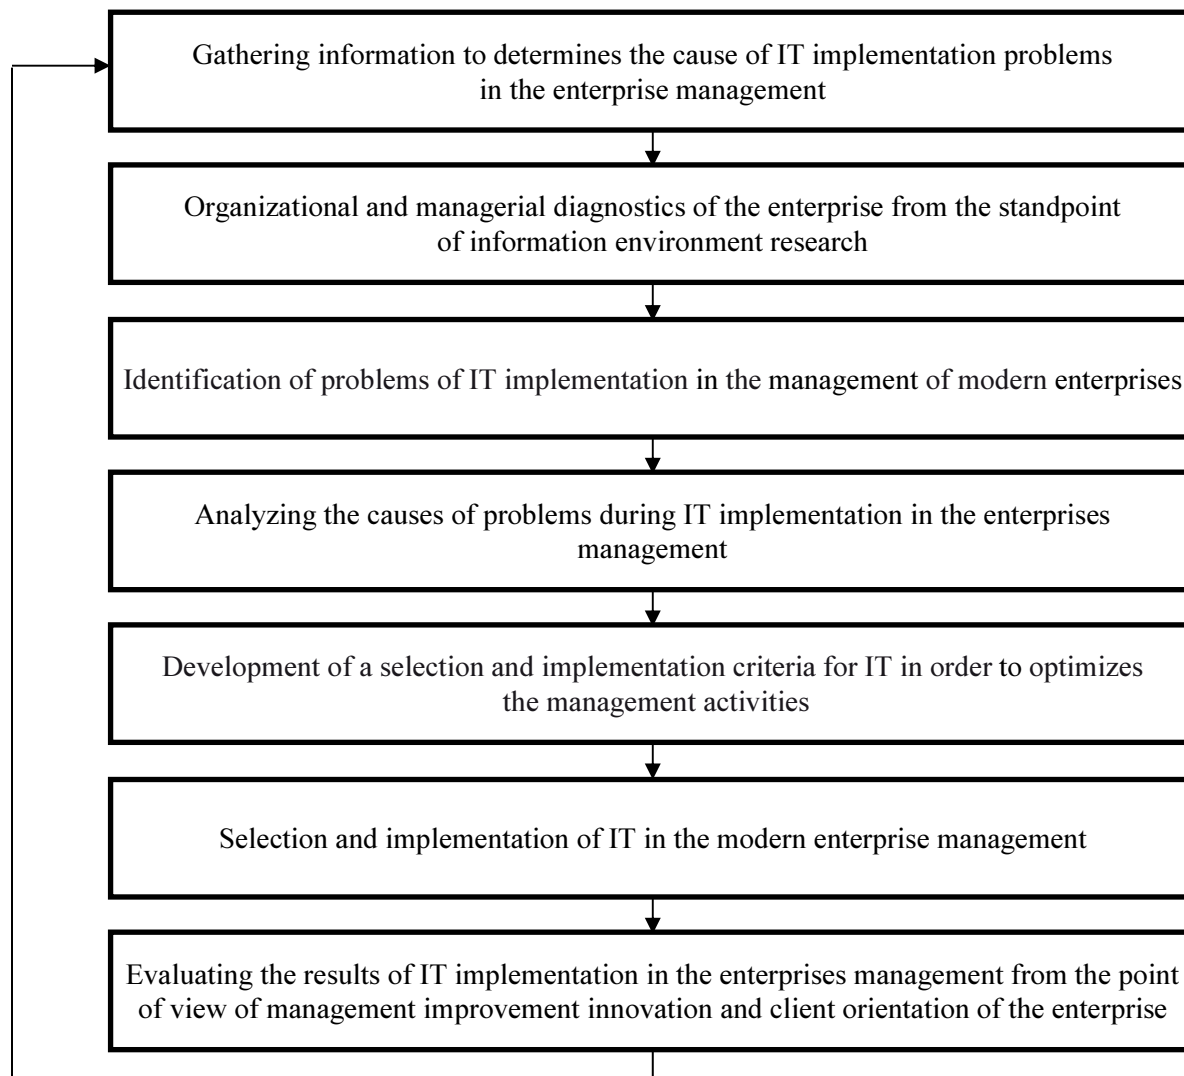 Gathering information to determines the cause of IT implementation problems
in the enterprise management
Organizational and managerial diagnostics of the enterprise from the standpoint
of information environment research
Identification of problems of IT implementation in the management of modern enterprises
Analyzing the causes of problems during IT implementation in the enterprises
management
Development of a selection and implementation criteria for IT in order to optimizes
the management activities
Selection and implementation of IT in the modern enterprise management
Evaluating the results of IT implementation in the enterprises management from the point
of view of management improvement innovation and client orientation of the enterprise